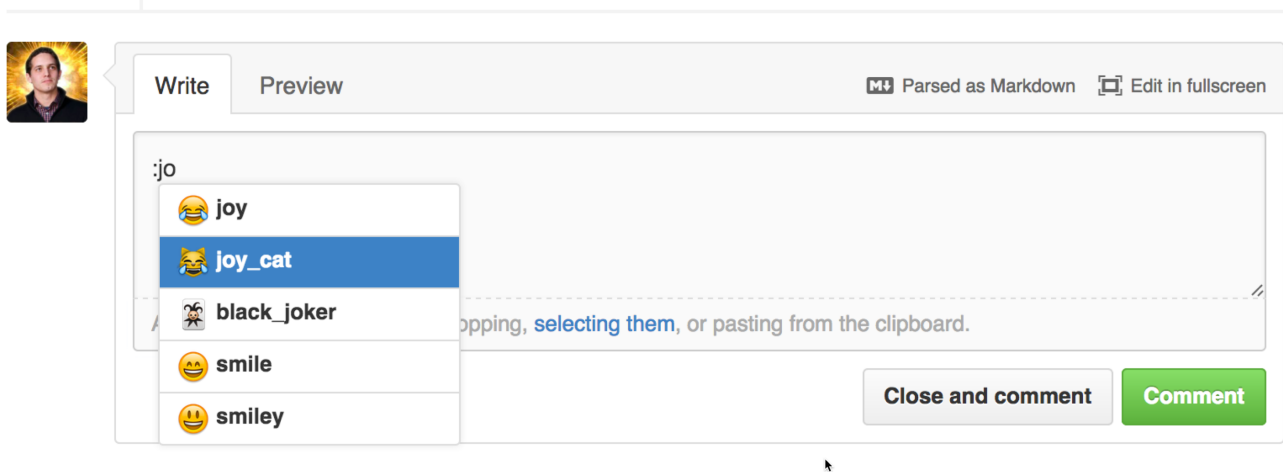 Write Preview M↓ Parsed as Markdown Edit in fullscreen
:jo
joy
joy_cat
black_joker
opping, selecting them, or pasting from the clipboard.
smile
smiley
Close and comment Comment